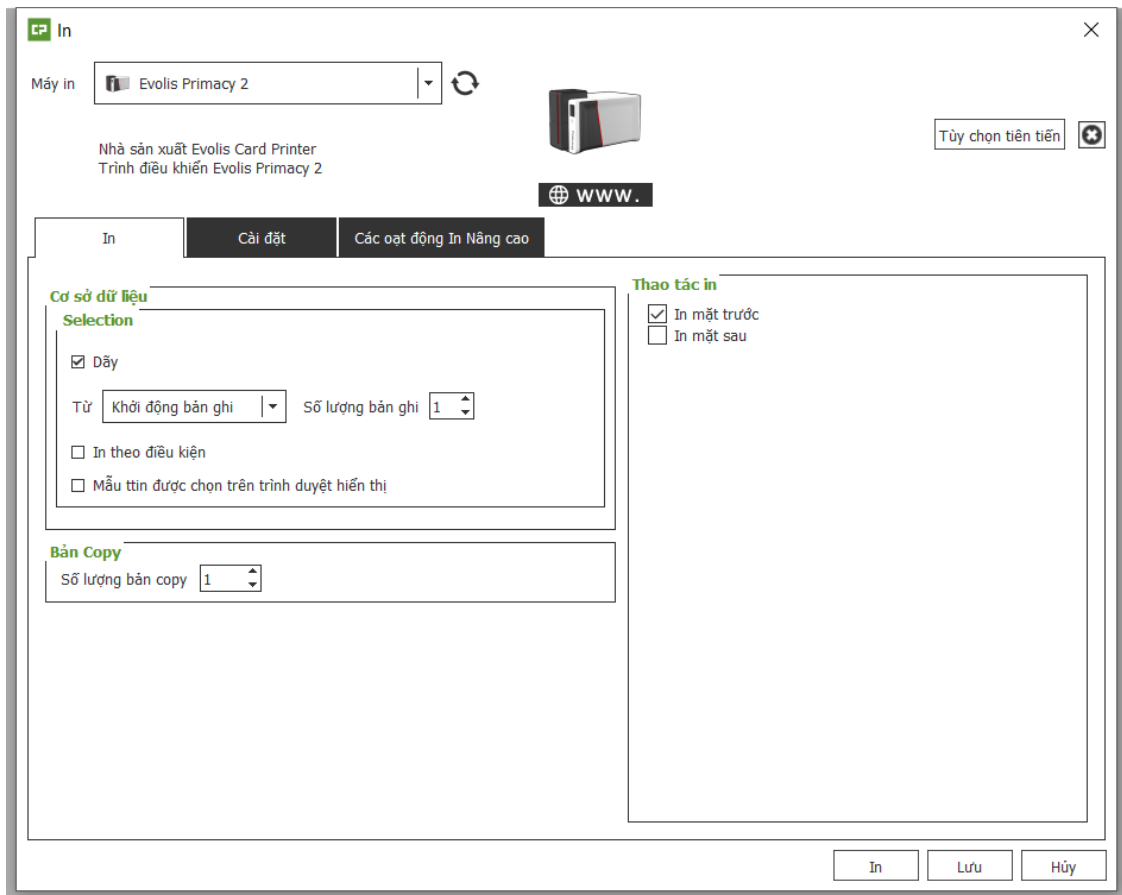 CP In
Máy in Evolis Primacy 2
Nhà sản xuất Evolis Card Printer
Trình điều khiển Evolis Primacy 2
Tùy chọn tiên tiến
www.
In Cài đặt Các oạt động In Nâng cao
Cơ sở dữ liệu
Selection
Dãy
Từ Khởi động bản ghi Số lượng bản ghi 1
In theo điều kiện
Mẫu ttin được chọn trên trình duyệt hiển thị
Bản Copy
Số lượng bản copy 1
Thao tác in
In mặt trước
In mặt sau
In Lưu Hủy